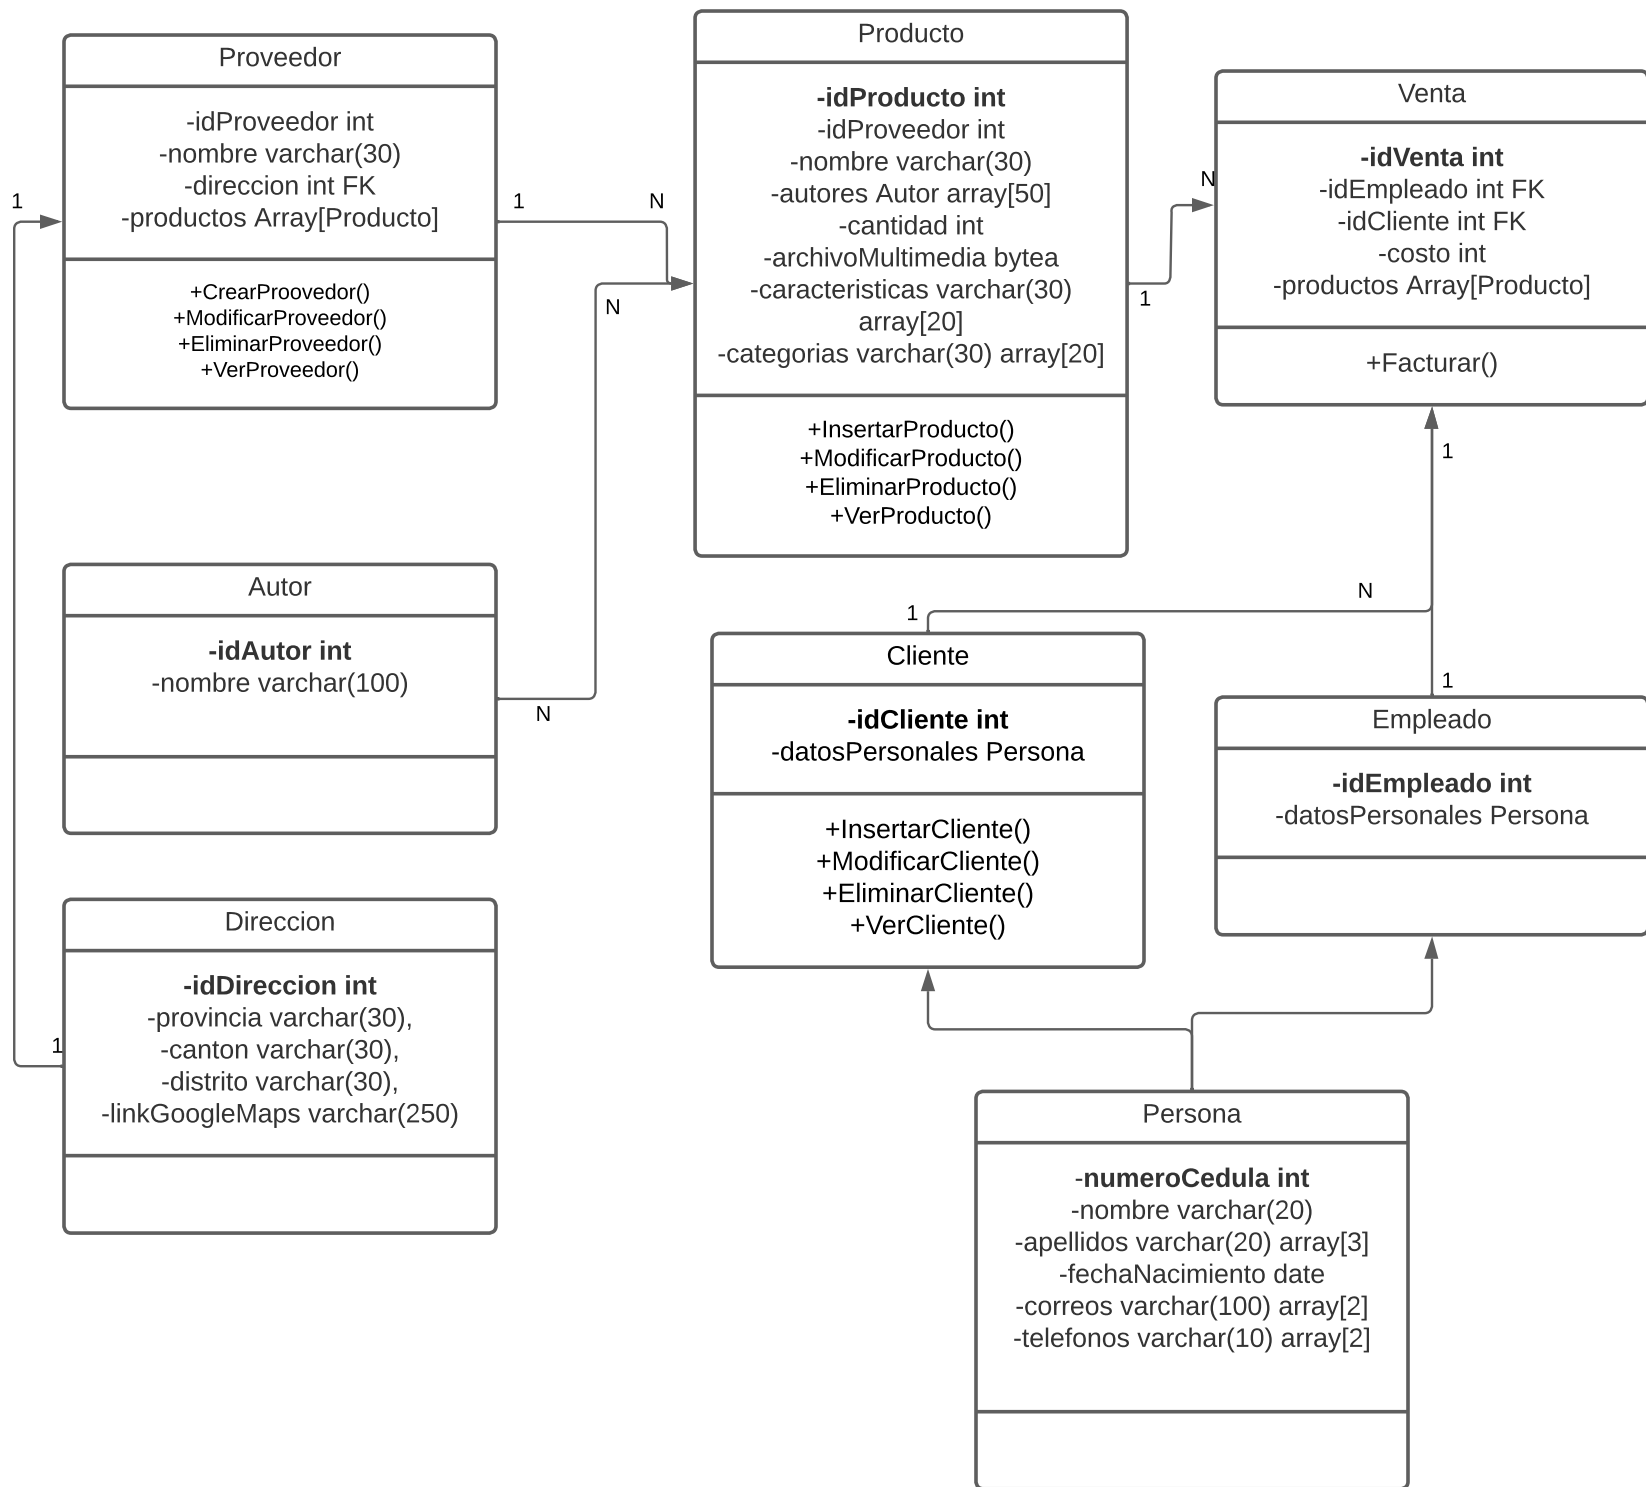 Proveedor
-idProveedor int
-nombre varchar(30)
-direccion int FK
-productos Array[Producto]
+CrearProovedor()
+ModificarProveedor()
+EliminarProveedor()
+VerProveedor()
1
1
N
Producto
-idProducto int
-idProveedor int
-nombre varchar(30)
-autores Autor array[50]
-cantidad int
-archivoMultimedia bytea
-caracteristicas varchar(30)
array[20]
-categorias varchar(30) array[20]
+InsertarProducto()
+ModificarProducto()
+EliminarProducto()
+VerProducto()
N
1
N
Venta
-idVenta int
-idEmpleado int FK
-idCliente int FK
-costo int
-productos Array[Producto]
+Facturar()
1
Autor
-idAutor int
-nombre varchar(100)
N
1
N
Cliente
-idCliente int
-datosPersonales Persona
+InsertarCliente()
+ModificarCliente()
+EliminarCliente()
+VerCliente()
1
Empleado
-idEmpleado int
-datosPersonales Persona
Direccion
-idDireccion int
-provincia varchar(30),
-canton varchar(30),
-distrito varchar(30),
-linkGoogleMaps varchar(250)
1
Persona
-numeroCedula int
-nombre varchar(20)
-apellidos varchar(20) array[3]
-fechaNacimiento date
-correos varchar(100) array[2]
-telefonos varchar(10) array[2]